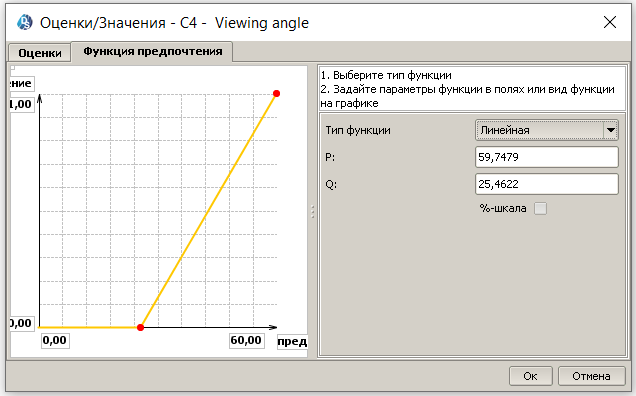 Оценки/Значения - C4 - Viewing angle
Оценки
Функция предпочтения
ение
1,00
0,00
0,00
60,00
пред
1. Выберите тип функции
2. Задайте параметры функции в полях или вид функции
на графике
Тип функции
Линейная
P:
59,7479
Q:
25,4622
%-шкала
Ок
Отмена